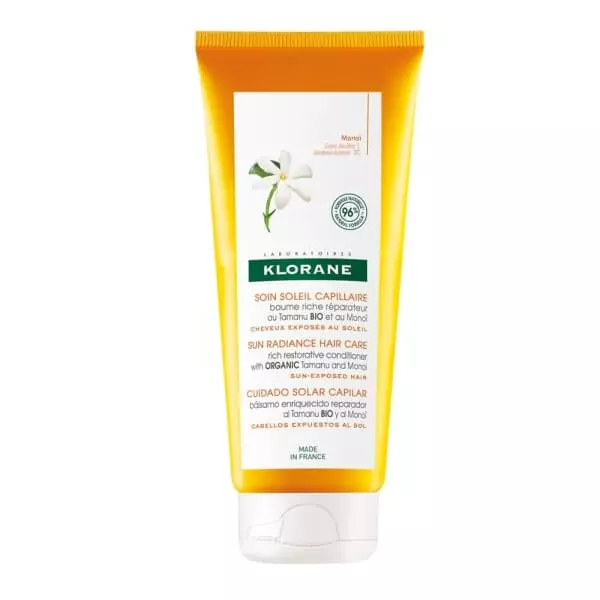 Monoï
96%
LABORATOIRES
KLORANE
SOIN SOLEIL CAPILLAIRE
baume riche réparateur
au Tamanu BIO et au Monoï
CHEVEUX EXPOSÉS AU SOLEIL
SUN RADIANCE HAIR CARE
rich restorative conditioner
with ORGANIC Tamanu and Monoi
SUN-EXPOSED HAIR
CUIDADO SOLAR CAPILAR
bálsamo enriquecido reparador
al Tamanu BIO y al Monoï
CABELLOS EXPUESTOS AL SOL
MADE
IN FRANCE